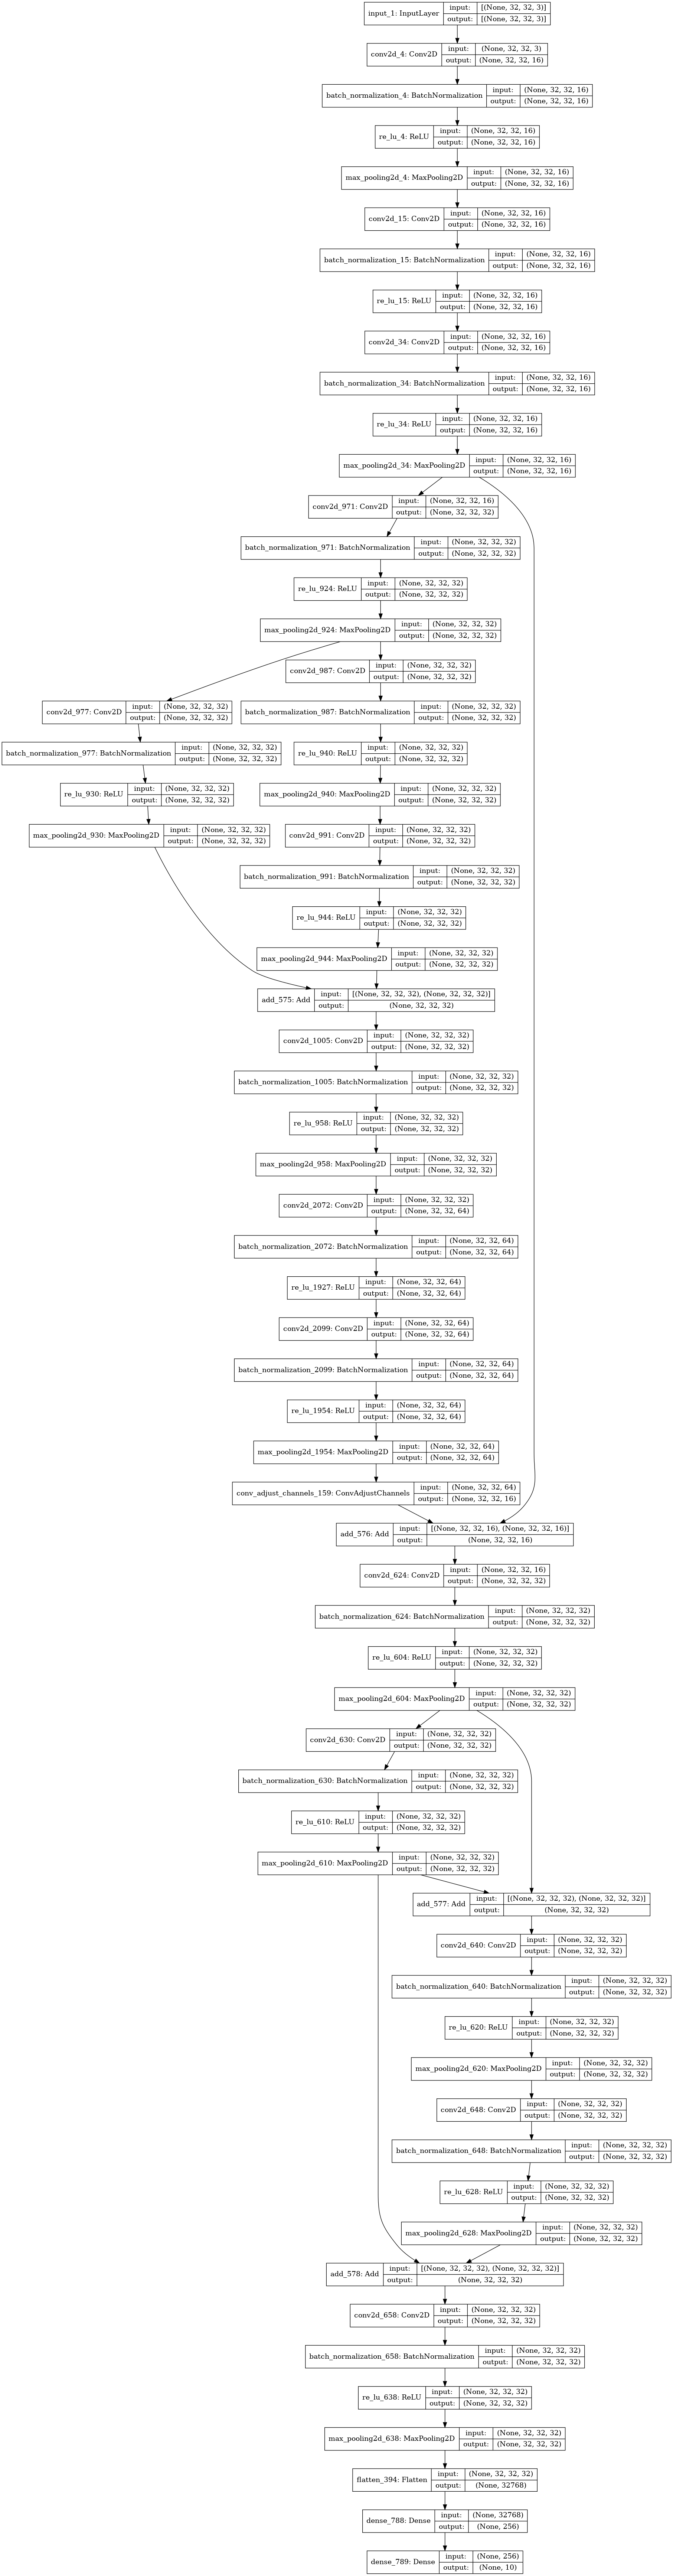 input_1: InputLayer
input: [(None, 32, 32, 3)]
output: [(None, 32, 32, 3)]
conv2d_4: Conv2D
input: (None, 32, 32, 3)
output: (None, 32, 32, 16)
batch_normalization_4: BatchNormalization
input: (None, 32, 32, 16)
output: (None, 32, 32, 16)
re_lu_4: ReLU
input: (None, 32, 32, 16)
output: (None, 32, 32, 16)
max_pooling2d_4: MaxPooling2D
input: (None, 32, 32, 16)
output: (None, 32, 32, 16)
conv2d_15: Conv2D
input: (None, 32, 32, 16)
output: (None, 32, 32, 16)
batch_normalization_15: BatchNormalization
input: (None, 32, 32, 16)
output: (None, 32, 32, 16)
re_lu_15: ReLU
input: (None, 32, 32, 16)
output: (None, 32, 32, 16)
conv2d_34: Conv2D
input: (None, 32, 32, 16)
output: (None, 32, 32, 16)
batch_normalization_34: BatchNormalization
input: (None, 32, 32, 16)
output: (None, 32, 32, 16)
re_lu_34: ReLU
input: (None, 32, 32, 16)
output: (None, 32, 32, 16)
max_pooling2d_34: MaxPooling2D
input: (None, 32, 32, 16)
output: (None, 32, 32, 16)
conv2d_971: Conv2D
input: (None, 32, 32, 16)
output: (None, 32, 32, 32)
batch_normalization_971: BatchNormalization
input: (None, 32, 32, 32)
output: (None, 32, 32, 32)
re_lu_924: ReLU
input: (None, 32, 32, 32)
output: (None, 32, 32, 32)
max_pooling2d_924: MaxPooling2D
input: (None, 32, 32, 32)
output: (None, 32, 32, 32)
conv2d_987: Conv2D
input: (None, 32, 32, 32)
output: (None, 32, 32, 32)
conv2d_977: Conv2D
input: (None, 32, 32, 32)
output: (None, 32, 32, 32)
batch_normalization_987: BatchNormalization
input: (None, 32, 32, 32)
output: (None, 32, 32, 32)
batch_normalization_977: BatchNormalization
input: (None, 32, 32, 32)
output: (None, 32, 32, 32)
re_lu_940: ReLU
input: (None, 32, 32, 32)
output: (None, 32, 32, 32)
re_lu_930: ReLU
input: (None, 32, 32, 32)
output: (None, 32, 32, 32)
max_pooling2d_940: MaxPooling2D
input: (None, 32, 32, 32)
output: (None, 32, 32, 32)
max_pooling2d_930: MaxPooling2D
input: (None, 32, 32, 32)
output: (None, 32, 32, 32)
conv2d_991: Conv2D
input: (None, 32, 32, 32)
output: (None, 32, 32, 32)
batch_normalization_991: BatchNormalization
input: (None, 32, 32, 32)
output: (None, 32, 32, 32)
re_lu_944: ReLU
input: (None, 32, 32, 32)
output: (None, 32, 32, 32)
max_pooling2d_944: MaxPooling2D
input: (None, 32, 32, 32)
output: (None, 32, 32, 32)
add_575: Add
input: [(None, 32, 32, 32), (None, 32, 32, 32)]
output: (None, 32, 32, 32)
conv2d_1005: Conv2D
input: (None, 32, 32, 32)
output: (None, 32, 32, 32)
batch_normalization_1005: BatchNormalization
input: (None, 32, 32, 32)
output: (None, 32, 32, 32)
re_lu_958: ReLU
input: (None, 32, 32, 32)
output: (None, 32, 32, 32)
max_pooling2d_958: MaxPooling2D
input: (None, 32, 32, 32)
output: (None, 32, 32, 32)
conv2d_2072: Conv2D
input: (None, 32, 32, 32)
output: (None, 32, 32, 64)
batch_normalization_2072: BatchNormalization
input: (None, 32, 32, 64)
output: (None, 32, 32, 64)
re_lu_1927: ReLU
input: (None, 32, 32, 64)
output: (None, 32, 32, 64)
conv2d_2099: Conv2D
input: (None, 32, 32, 64)
output: (None, 32, 32, 64)
batch_normalization_2099: BatchNormalization
input: (None, 32, 32, 64)
output: (None, 32, 32, 64)
re_lu_1954: ReLU
input: (None, 32, 32, 64)
output: (None, 32, 32, 64)
max_pooling2d_1954: MaxPooling2D
input: (None, 32, 32, 64)
output: (None, 32, 32, 64)
conv_adjust_channels_159: ConvAdjustChannels
input: (None, 32, 32, 64)
output: (None, 32, 32, 16)
add_576: Add
input: [(None, 32, 32, 16), (None, 32, 32, 16)]
output: (None, 32, 32, 16)
conv2d_624: Conv2D
input: (None, 32, 32, 16)
output: (None, 32, 32, 32)
batch_normalization_624: BatchNormalization
input: (None, 32, 32, 32)
output: (None, 32, 32, 32)
re_lu_604: ReLU
input: (None, 32, 32, 32)
output: (None, 32, 32, 32)
max_pooling2d_604: MaxPooling2D
input: (None, 32, 32, 32)
output: (None, 32, 32, 32)
conv2d_630: Conv2D
input: (None, 32, 32, 32)
output: (None, 32, 32, 32)
batch_normalization_630: BatchNormalization
input: (None, 32, 32, 32)
output: (None, 32, 32, 32)
re_lu_610: ReLU
input: (None, 32, 32, 32)
output: (None, 32, 32, 32)
max_pooling2d_610: MaxPooling2D
input: (None, 32, 32, 32)
output: (None, 32, 32, 32)
add_577: Add
input: [(None, 32, 32, 32), (None, 32, 32, 32)]
output: (None, 32, 32, 32)
conv2d_640: Conv2D
input: (None, 32, 32, 32)
output: (None, 32, 32, 32)
batch_normalization_640: BatchNormalization
input: (None, 32, 32, 32)
output: (None, 32, 32, 32)
re_lu_620: ReLU
input: (None, 32, 32, 32)
output: (None, 32, 32, 32)
max_pooling2d_620: MaxPooling2D
input: (None, 32, 32, 32)
output: (None, 32, 32, 32)
conv2d_648: Conv2D
input: (None, 32, 32, 32)
output: (None, 32, 32, 32)
batch_normalization_648: BatchNormalization
input: (None, 32, 32, 32)
output: (None, 32, 32, 32)
re_lu_628: ReLU
input: (None, 32, 32, 32)
output: (None, 32, 32, 32)
max_pooling2d_628: MaxPooling2D
input: (None, 32, 32, 32)
output: (None, 32, 32, 32)
add_578: Add
input: [(None, 32, 32, 32), (None, 32, 32, 32)]
output: (None, 32, 32, 32)
conv2d_658: Conv2D
input: (None, 32, 32, 32)
output: (None, 32, 32, 32)
batch_normalization_658: BatchNormalization
input: (None, 32, 32, 32)
output: (None, 32, 32, 32)
re_lu_638: ReLU
input: (None, 32, 32, 32)
output: (None, 32, 32, 32)
max_pooling2d_638: MaxPooling2D
input: (None, 32, 32, 32)
output: (None, 32, 32, 32)
flatten_394: Flatten
input: (None, 32, 32, 32)
output: (None, 32768)
dense_788: Dense
input: (None, 32768)
output: (None, 256)
dense_789: Dense
input: (None, 256)
output: (None, 10)